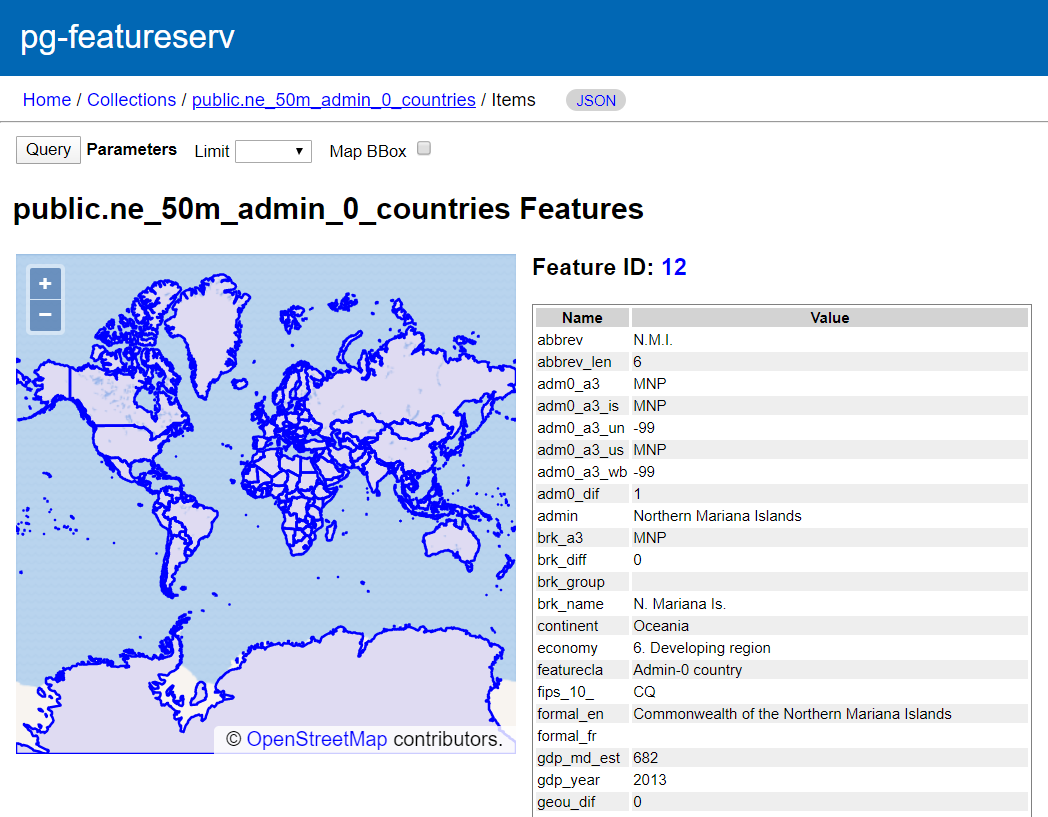 pg-featureserv
Home / Collections / public.ne_50m_admin_0_countries / Items JSON
Query Parameters Limit Map BBox
public.ne_50m_admin_0_countries Features
+
−
© OpenStreetMap contributors.
Feature ID: 12
Name Value
abbrev N.M.I.
abbrev_len 6
adm0_a3 MNP
adm0_a3_is MNP
adm0_a3_un -99
adm0_a3_us MNP
adm0_a3_wb -99
adm0_dif 1
admin Northern Mariana Islands
brk_a3 MNP
brk_diff 0
brk_group
brk_name N. Mariana Is.
continent Oceania
economy 6. Developing region
featurecla Admin-0 country
fips_10_ CQ
formal_en Commonwealth of the Northern Mariana Islands
formal_fr
gdp_md_est 682
gdp_year 2013
geou_dif 0